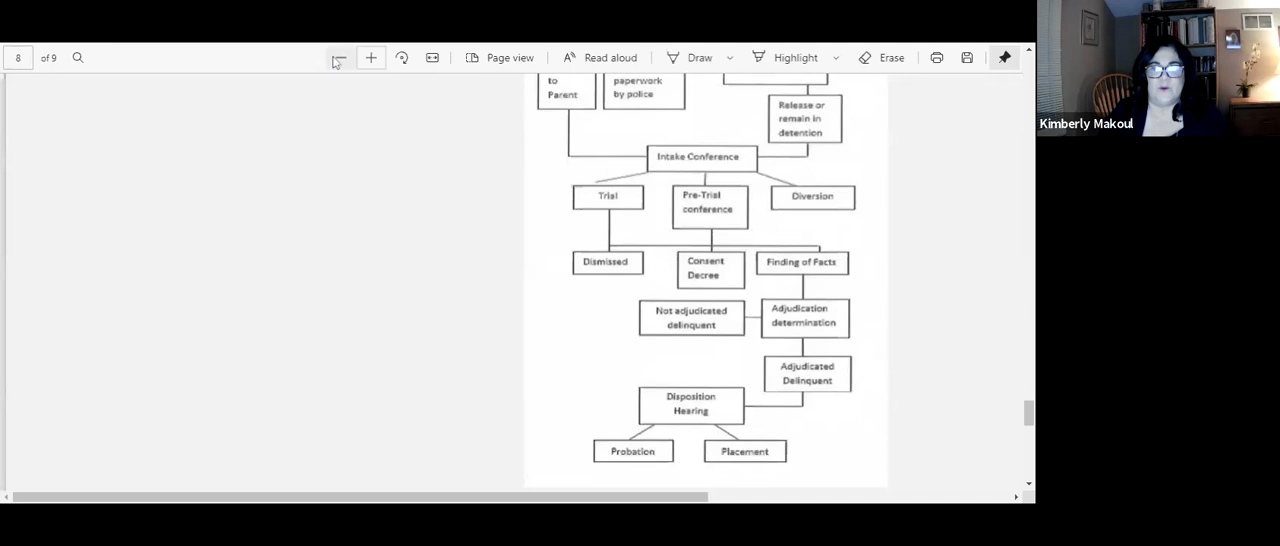 8 of 9 Page view Read aloud Draw Highlight Erase
to
Parent
paperwork
by police
Release or
remain in
detention
Intake Conference
Trial
Pre-Trial
conference
Diversion
Dismissed
Consent
Decree
Finding of Facts
Not adjudicated
delinquent
Adjudication
determination
Adjudicated
Delinquent
Disposition
Hearing
Probation
Placement
Kimberly Makoul